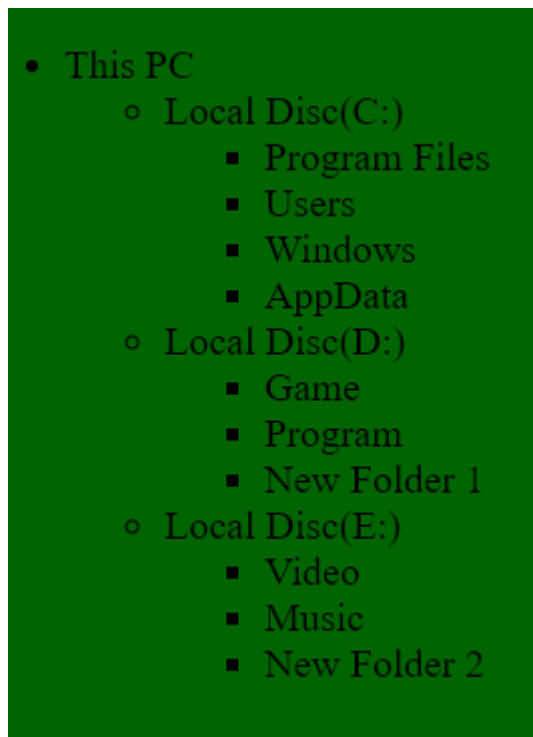 This PC
Local Disc(C:)
Program Files
Users
Windows
AppData
Local Disc(D:)
Game
Program
New Folder 1
Local Disc(E:)
Video
Music
New Folder 2